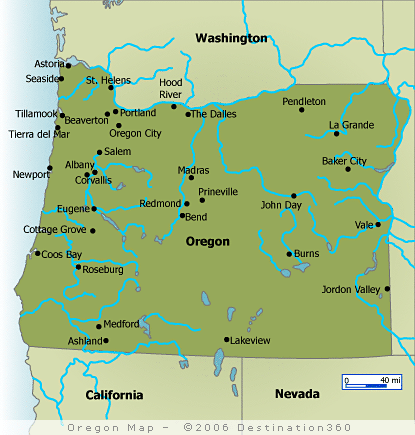 Washington
Astoria
Seaside
St. Helens
Hood
River
Tillamook
Beaverton
Portland
The Dalles
Pendleton
Tierra del Mar
Oregon City
La Grande
Salem
Baker City
Albany
Newport
Corvallis
Madras
Prineville
Redmond
John Day
Eugene
Bend
Vale
Cottage Grove
Oregon
Coos Bay
Burns
Roseburg
Jordon Valley
Medford
Ashland
Lakeview
0 40 mi
California
Nevada
Oregon Map - ©2006 Destination360